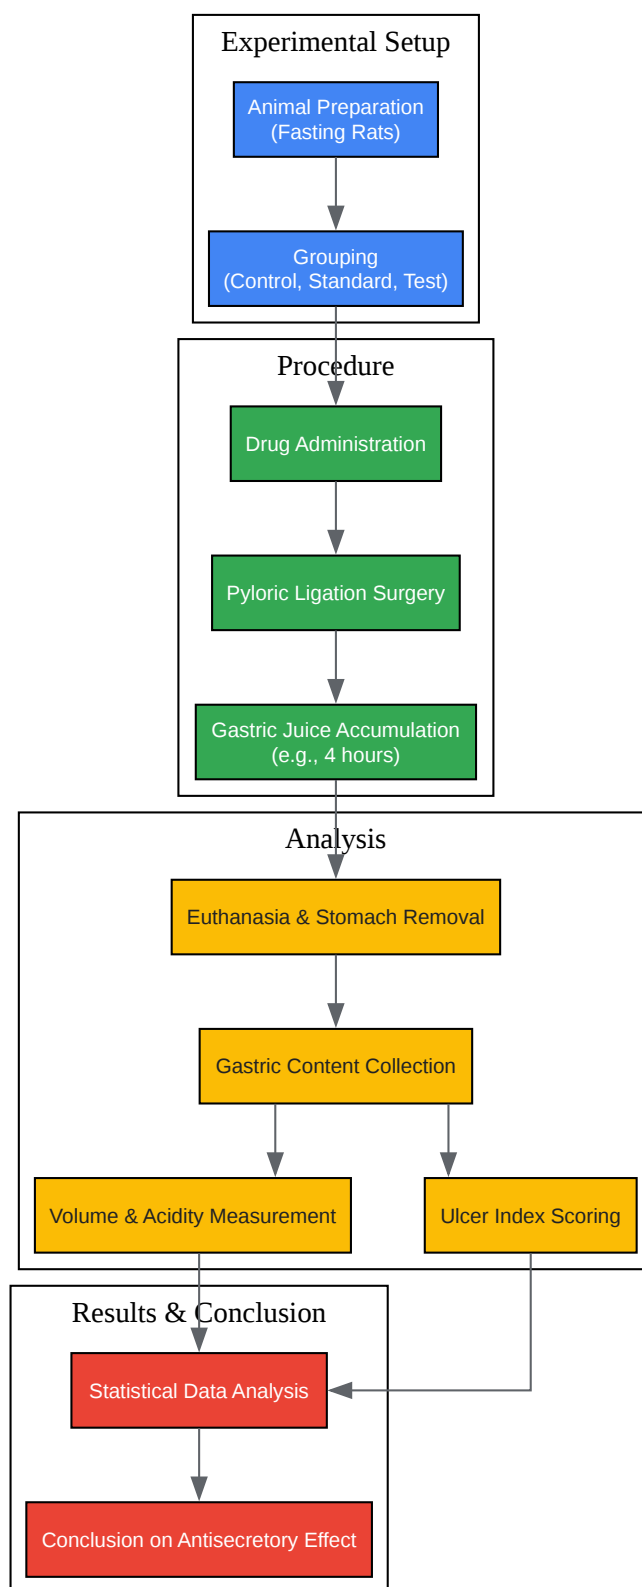 Experimental Setup
Animal Preparation
(Fasting Rats)
Grouping
(Control, Standard, Test)
Procedure
Drug Administration
Pyloric Ligation Surgery
Gastric Juice Accumulation
(e.g., 4 hours)
Analysis
Euthanasia & Stomach Removal
Gastric Content Collection
Volume & Acidity Measurement
Ulcer Index Scoring
Results & Conclusion
Statistical Data Analysis
Conclusion on Antisecretory Effect